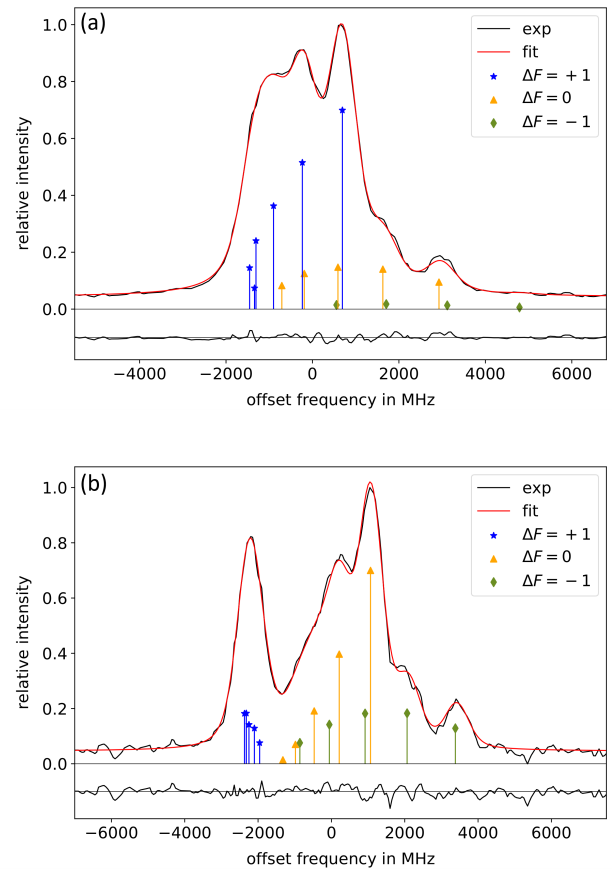 (a)
exp
fit
ΔF = +1
ΔF = 0
ΔF = −1
relative intensity
1.0
0.8
0.6
0.4
0.2
0.0
−4000 −2000 0 2000 4000 6000
offset frequency in MHz
(b)
exp
fit
ΔF = +1
ΔF = 0
ΔF = −1
relative intensity
1.0
0.8
0.6
0.4
0.2
0.0
−6000 −4000 −2000 0 2000 4000 6000
offset frequency in MHz